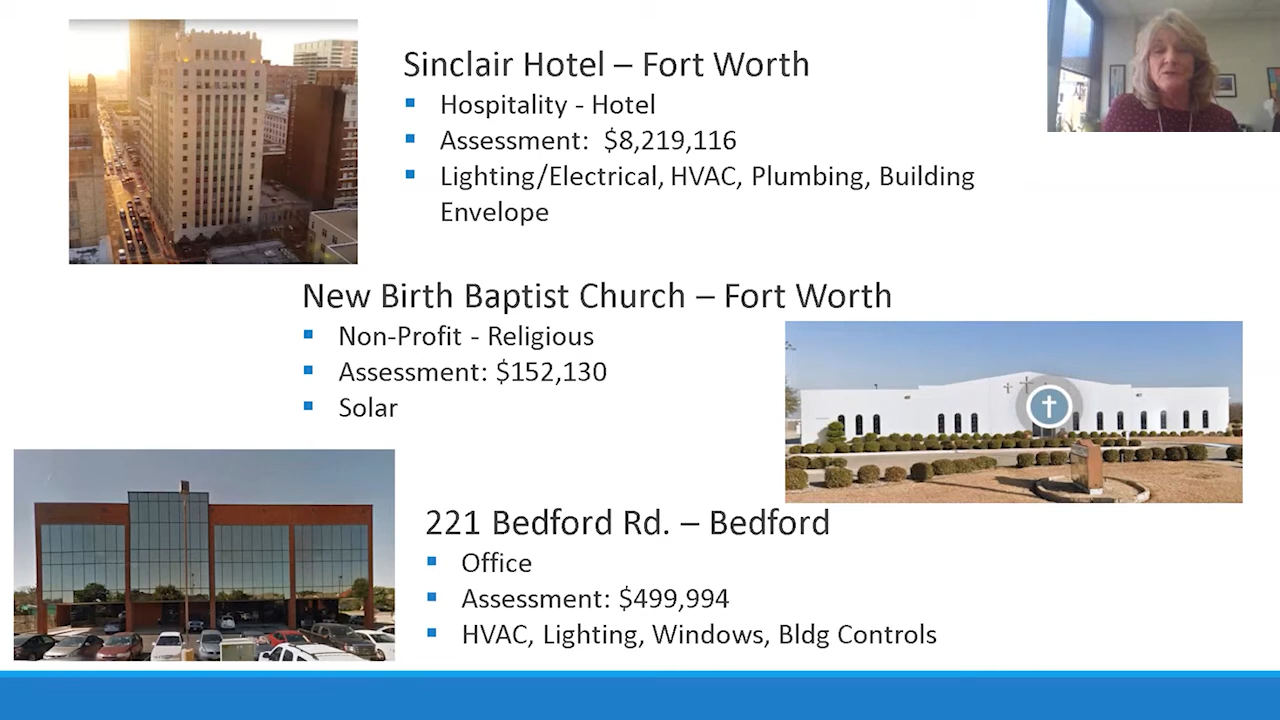 Sinclair Hotel – Fort Worth
Hospitality - Hotel
Assessment: $8,219,116
Lighting/Electrical, HVAC, Plumbing, Building
Envelope
New Birth Baptist Church – Fort Worth
Non-Profit - Religious
Assessment: $152,130
Solar
221 Bedford Rd. – Bedford
Office
Assessment: $499,994
HVAC, Lighting, Windows, Bldg Controls